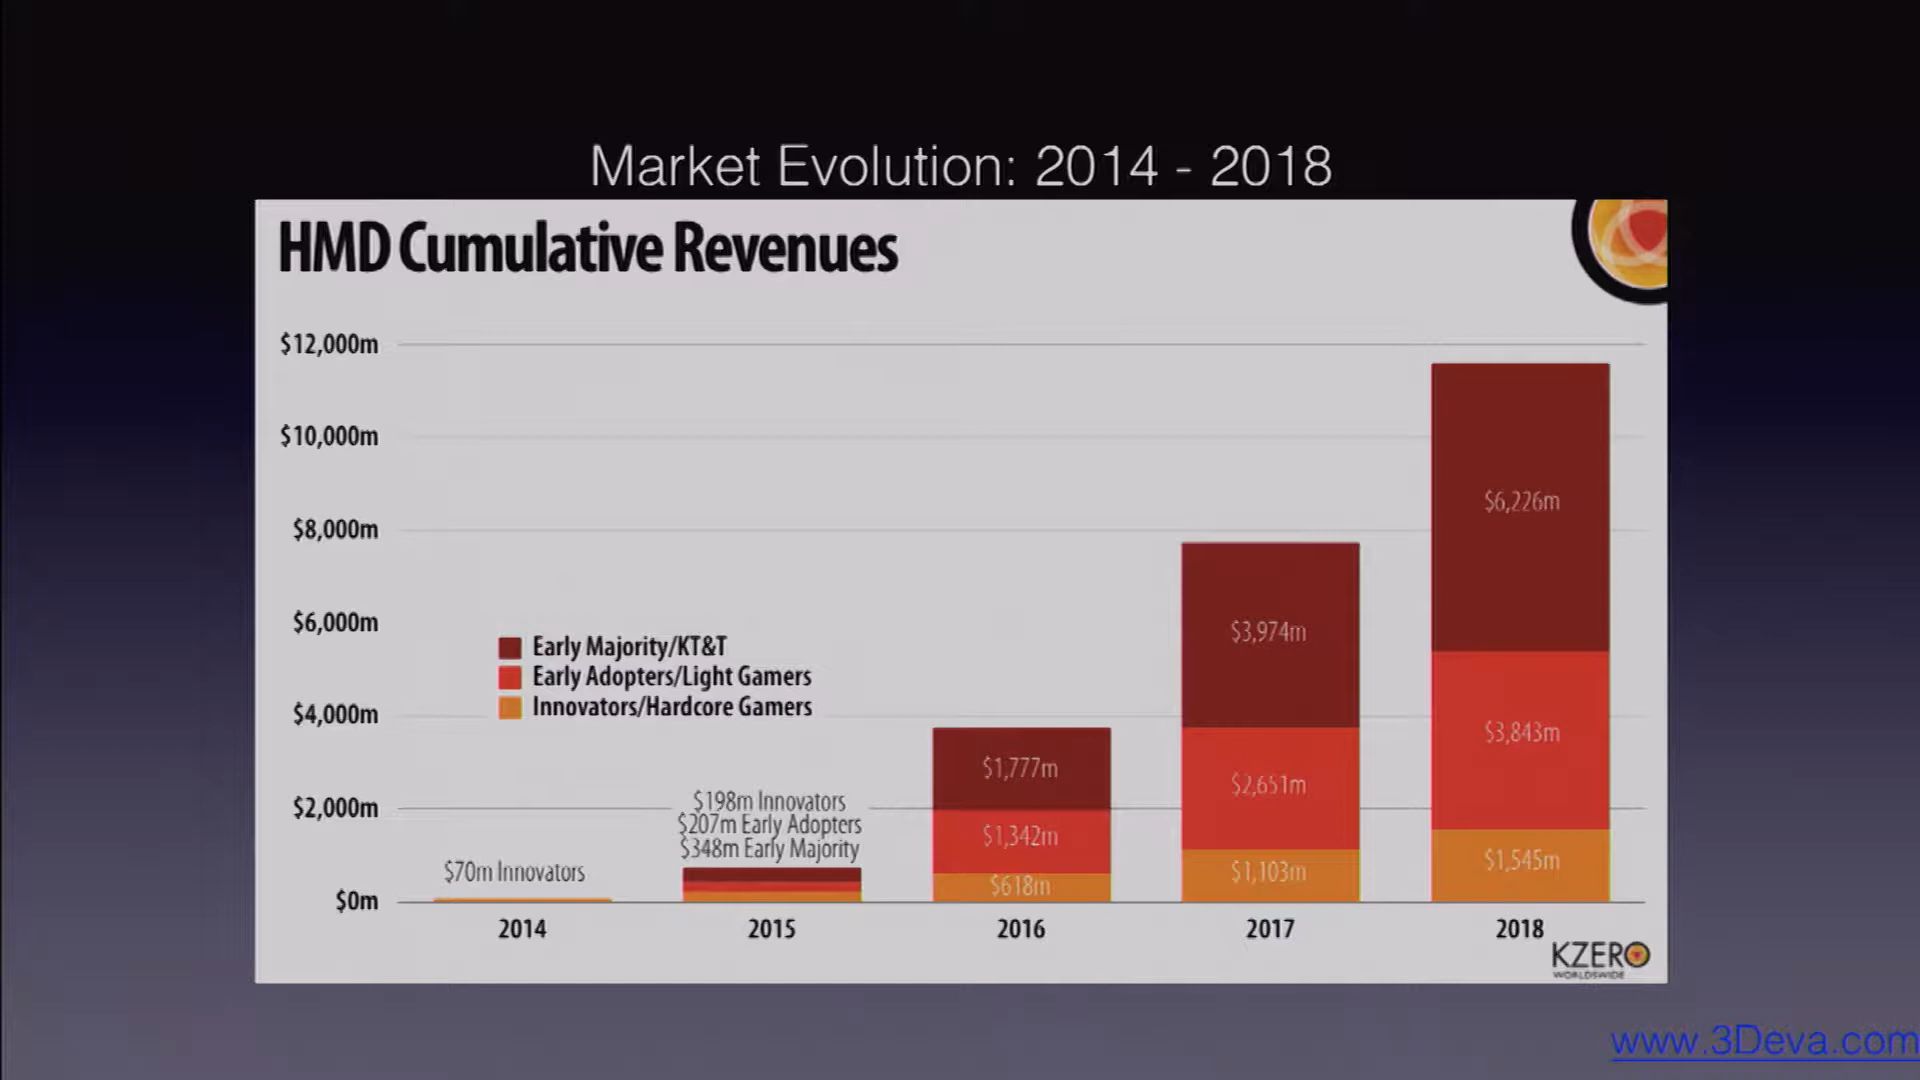 Market Evolution: 2014 - 2018
HMD Cumulative Revenues
$12,000m
$10,000m
$8,000m
$6,000m
$4,000m
$2,000m
$0m
Early Majority/KT&T
Early Adopters/Light Gamers
Innovators/Hardcore Gamers
$70m Innovators
$198m Innovators
$207m Early Adopters
$348m Early Majority
$1,777m
$1,342m
$618m
$3,974m
$2,651m
$1,103m
$6,226m
$3,843m
$1,545m
2014 2015 2016 2017 2018
KZERO
WORLDSWIDE
www.3Deva.com